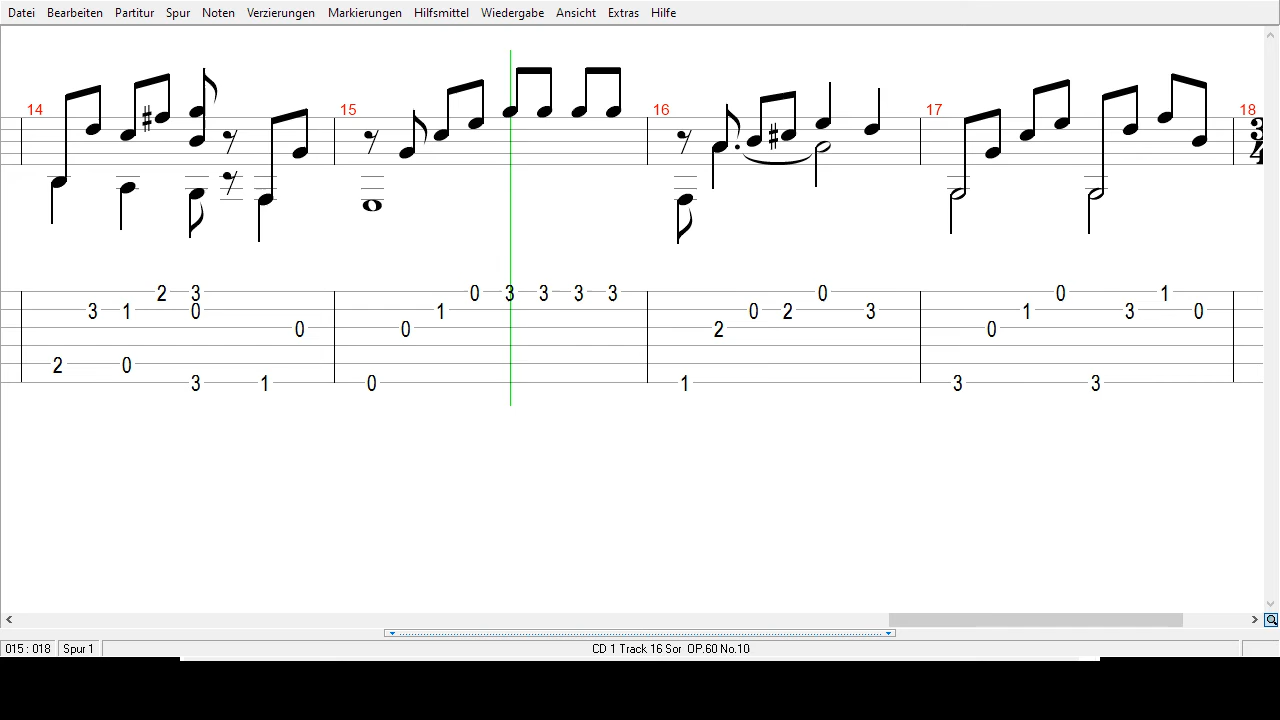 Datei Bearbeiten Partitur Spur Noten Verzierungen Markierungen Hilfsmittel Wiedergabe Ansicht Extras Hilfe
14 15 16 17 18
3 4
2 3 0 3 3 3 3 0 1
3 1 0 1 0 2 3 1 3 0
0 0 2 0
2 0
3 1 0 1 3 3
015 : 018 Spur 1 CD 1 Track 16 Sor OP.60 No.10